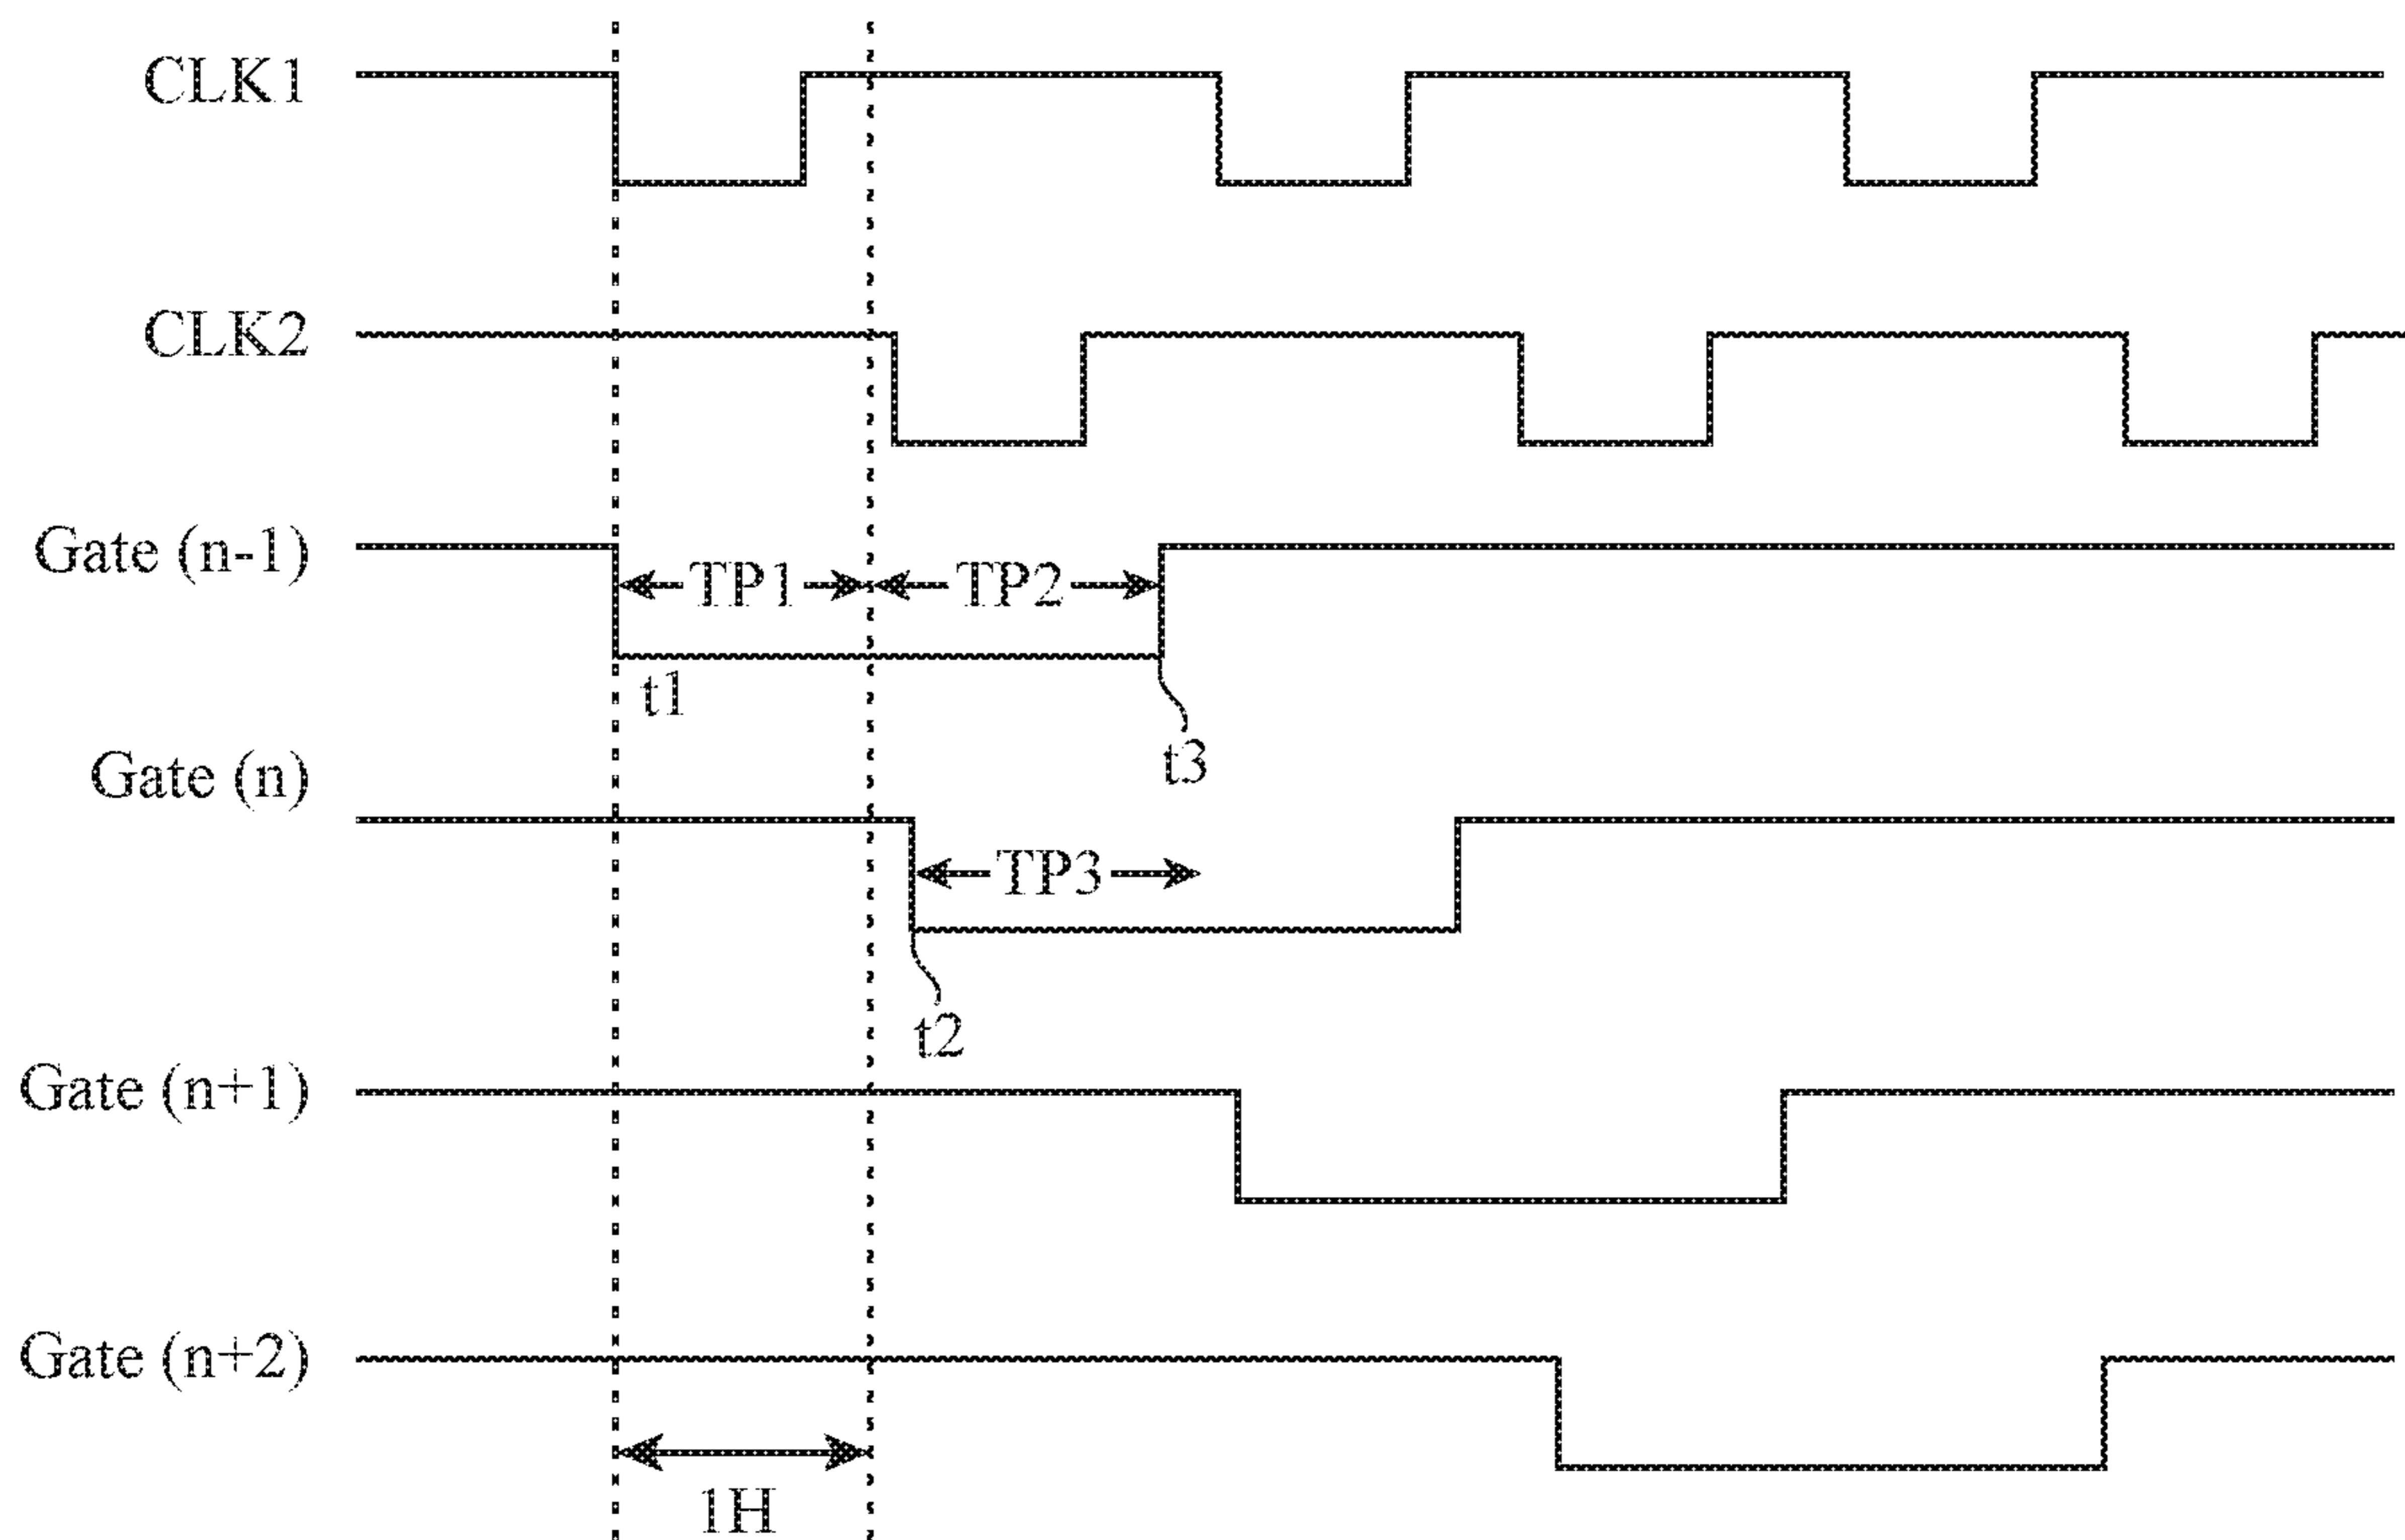 CLK1
CLK2
Gate (n-1)
TP1
TP2
t1
t3
Gate (n)
TP3
t2
Gate (n+1)
Gate (n+2)
1H